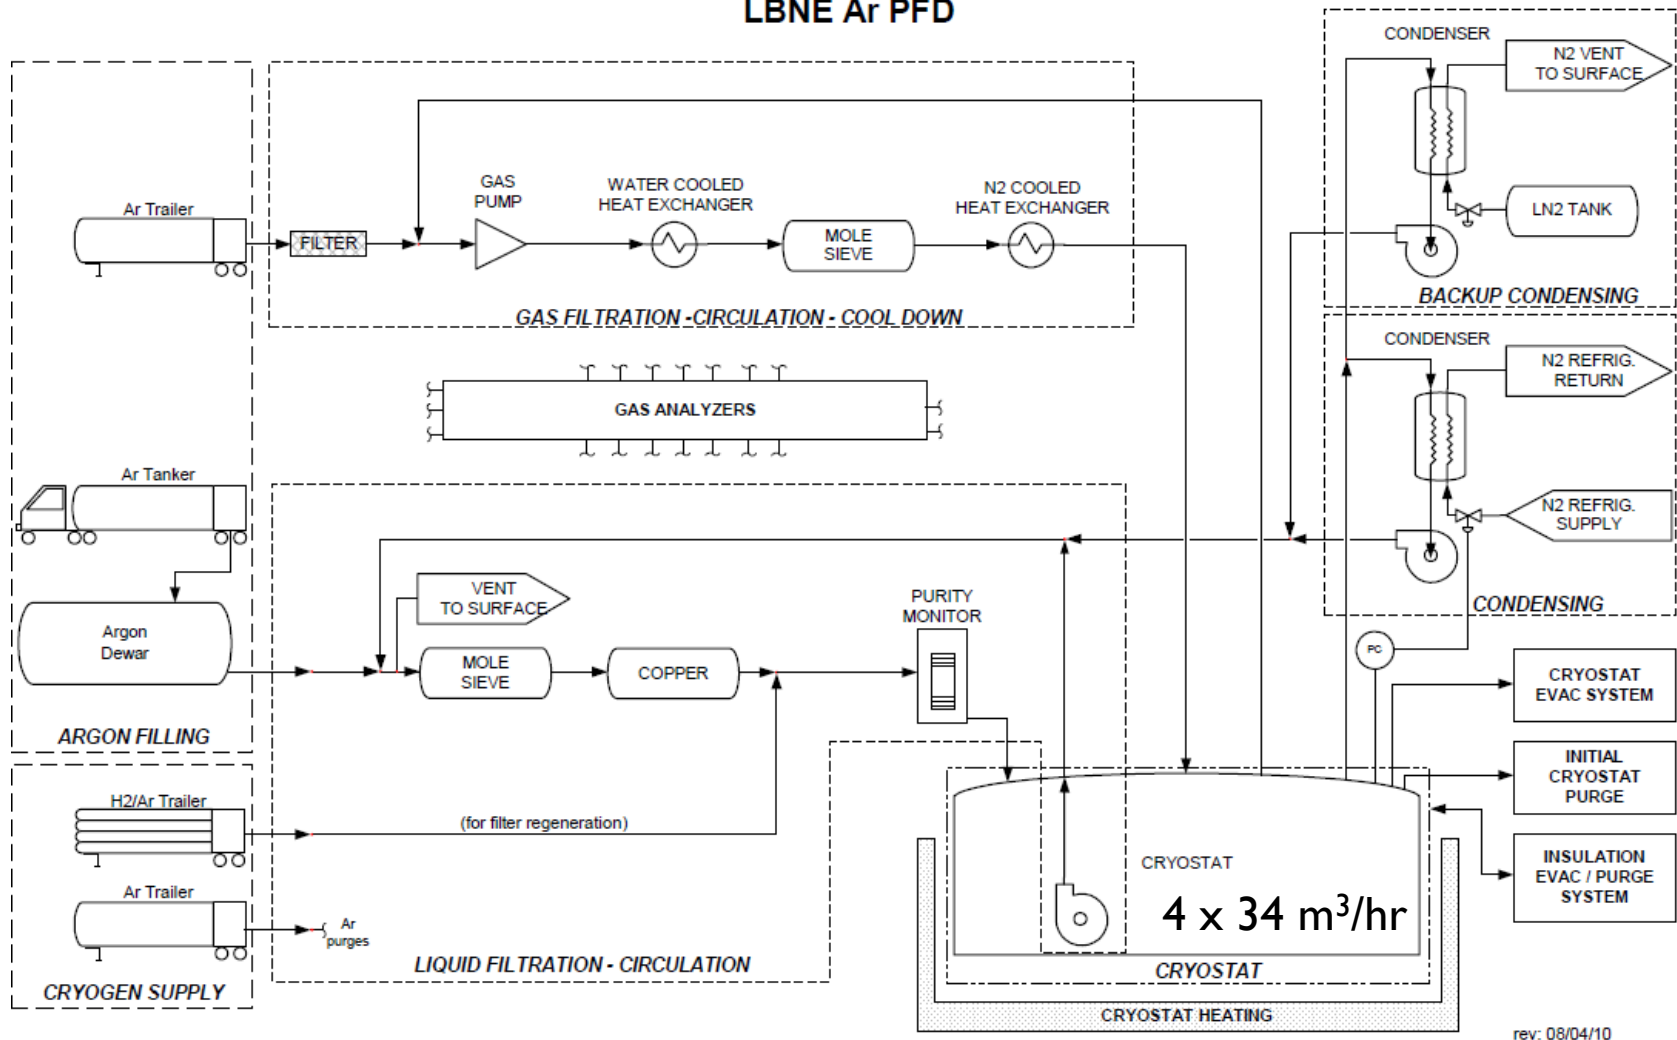 LBNE Ar PFD
CONDENSER
N2 VENT
TO SURFACE
LN2 TANK
BACKUP CONDENSING
Ar Trailer
FILTER
GAS
PUMP
WATER COOLED
HEAT EXCHANGER
MOLE
SIEVE
N2 COOLED
HEAT EXCHANGER
GAS FILTRATION -CIRCULATION - COOL DOWN
CONDENSER
N2 REFRIG.
RETURN
N2 REFRIG.
SUPPLY
CONDENSING
GAS ANALYZERS
Ar Tanker
Argon
Dewar
ARGON FILLING
VENT
TO SURFACE
MOLE
SIEVE
COPPER
PURITY
MONITOR
PC
CRYOSTAT
EVAC SYSTEM
INITIAL
CRYOSTAT
PURGE
INSULATION
EVAC / PURGE
SYSTEM
H2/Ar Trailer
(for filter regeneration)
Ar Trailer
Ar
purges
CRYOGEN SUPPLY
LIQUID FILTRATION - CIRCULATION
CRYOSTAT
4 x 34 m³/hr
CRYOSTAT
CRYOSTAT HEATING
rev: 08/04/10